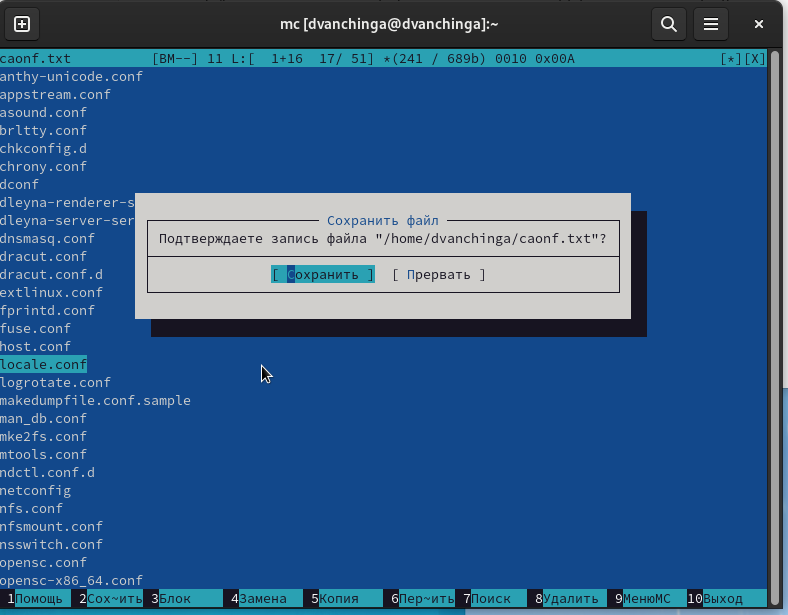 mc [dvanchinga@dvanchinga]:~
caonf.txt [BM--] 11 L:[ 1+16 17/ 51] *(241 / 689b) 0010 0x00A [*][X]
anthy-unicode.conf
appstream.conf
asound.conf
brltty.conf
chkconfig.d
chrony.conf
dconf
dleyna-renderer-s
dleyna-server-ser
dnsmasq.conf
dracut.conf
dracut.conf.d
extlinux.conf
fprintd.conf
fuse.conf
host.conf
locale.conf
logrotate.conf
makedumpfile.conf.sample
man_db.conf
mke2fs.conf
mtools.conf
ndctl.conf.d
netconfig
nfs.conf
nfsmount.conf
nsswitch.conf
opensc.conf
opensc-x86_64.conf
Сохранить файл
Подтверждаете запись файла "/home/dvanchinga/caonf.txt"?
[ Сохранить ] [ Прервать ]
1Помощь 2Сох~ить 3Блок 4Замена 5Копия 6Пер~ить 7Поиск 8Удалить 9МенюMC 10Выход